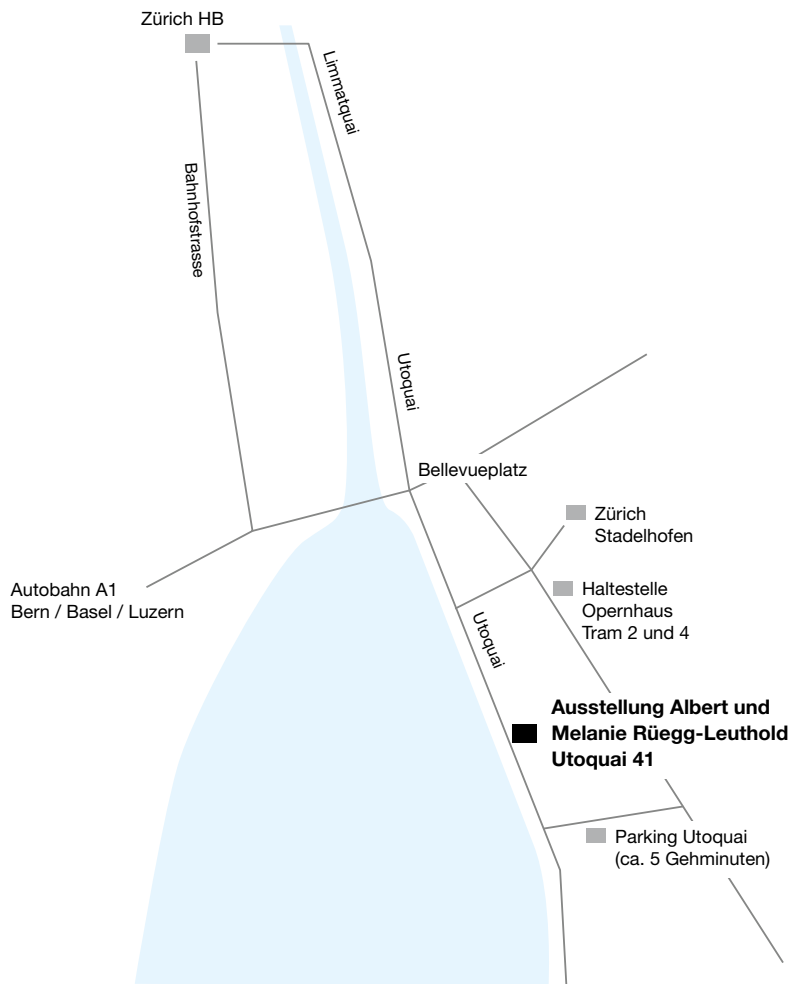 Zürich HB
Limmatquai
Bahnhofstrasse
Utoquai
Bellevueplatz
Zürich
Stadelhofen
Autobahn A1
Bern / Basel / Luzern
Haltestelle
Opernhaus
Tram 2 und 4
Utoquai
Ausstellung Albert und
Melanie Rüegg-Leuthold
Utoquai 41
Parking Utoquai
(ca. 5 Gehminuten)